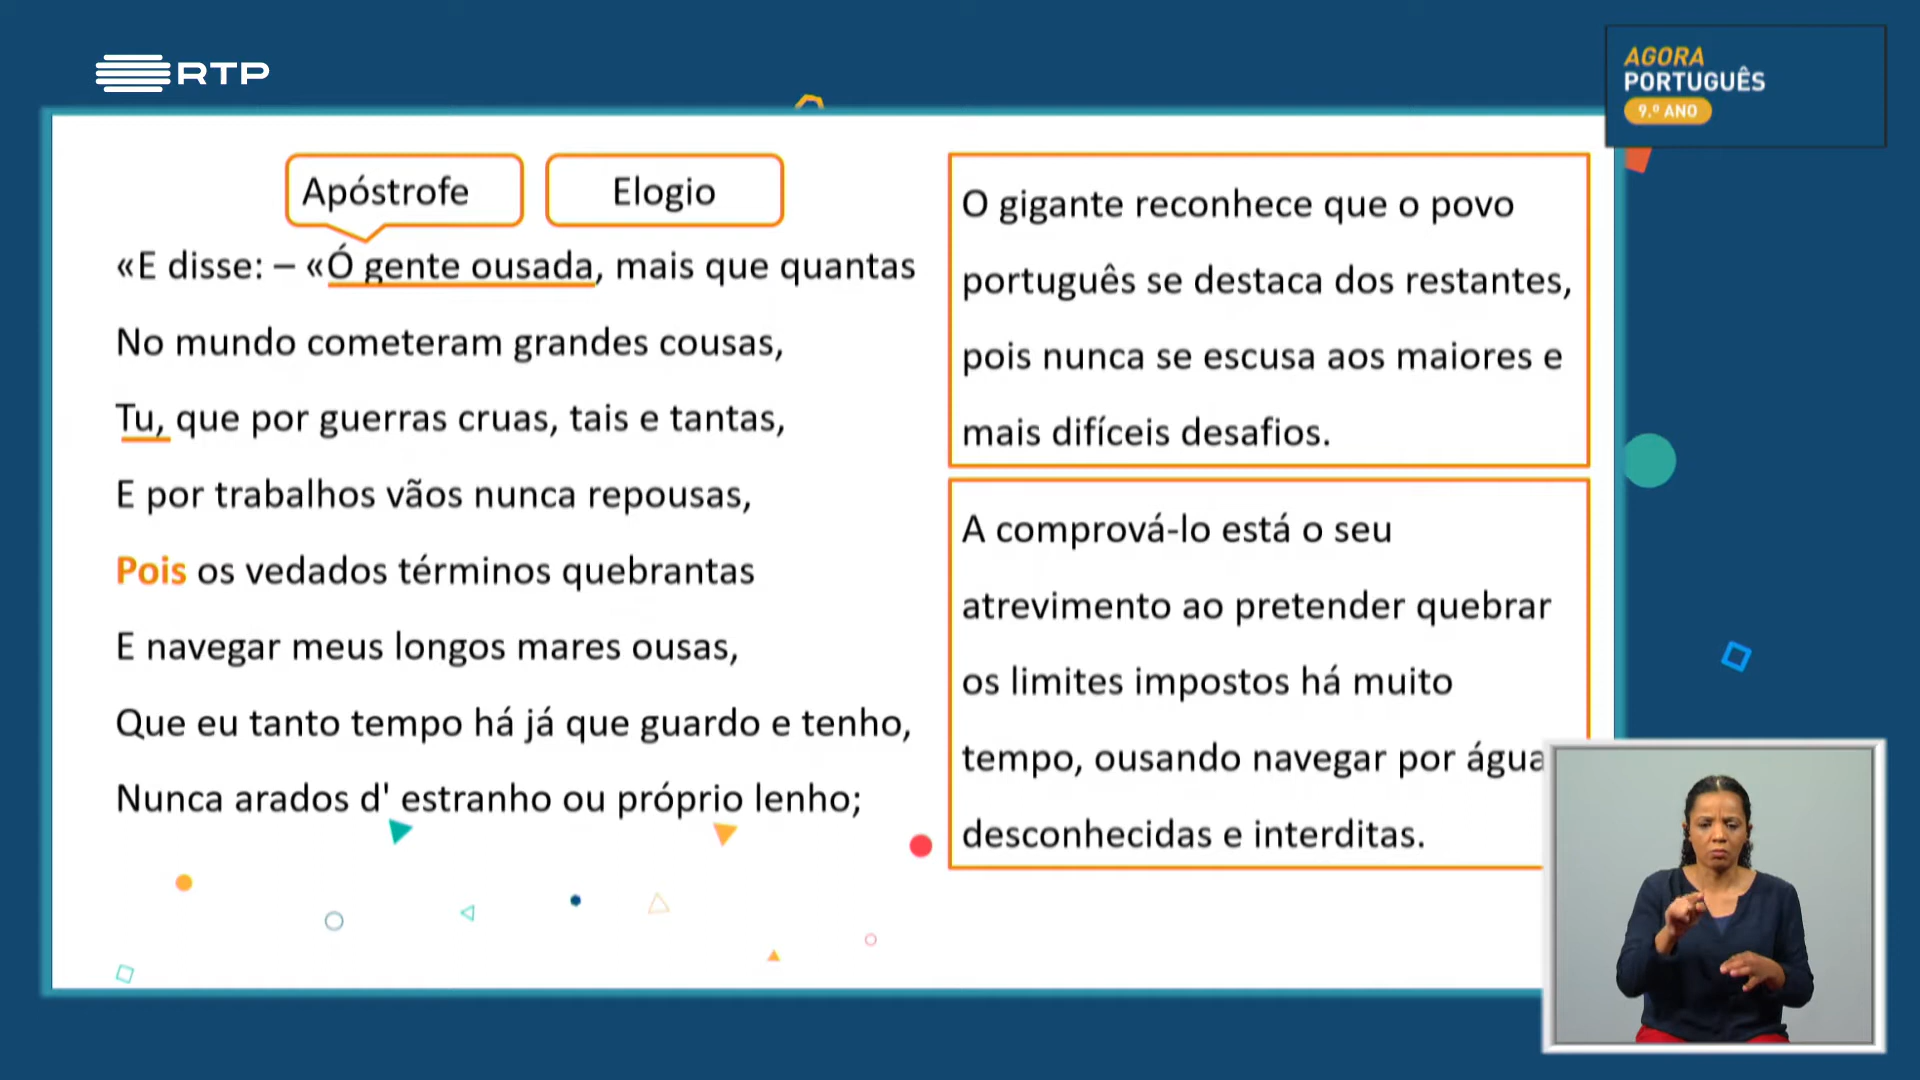 RTP
AGORA
PORTUGUÊS
9.º ANO
Apóstrofe
Elogio
«E disse: – «Ó gente ousada, mais que quantas
No mundo cometeram grandes cousas,
Tu, que por guerras cruas, tais e tantas,
E por trabalhos vãos nunca repousas,
Pois os vedados términos quebrantas
E navegar meus longos mares ousas,
Que eu tanto tempo há já que guardo e tenho,
Nunca arados d' estranho ou próprio lenho;
O gigante reconhece que o povo
português se destaca dos restantes,
pois nunca se escusa aos maiores e
mais difíceis desafios.
A comprová-lo está o seu
atrevimento ao pretender quebrar
os limites impostos há muito
tempo, ousando navegar por água
desconhecidas e interditas.